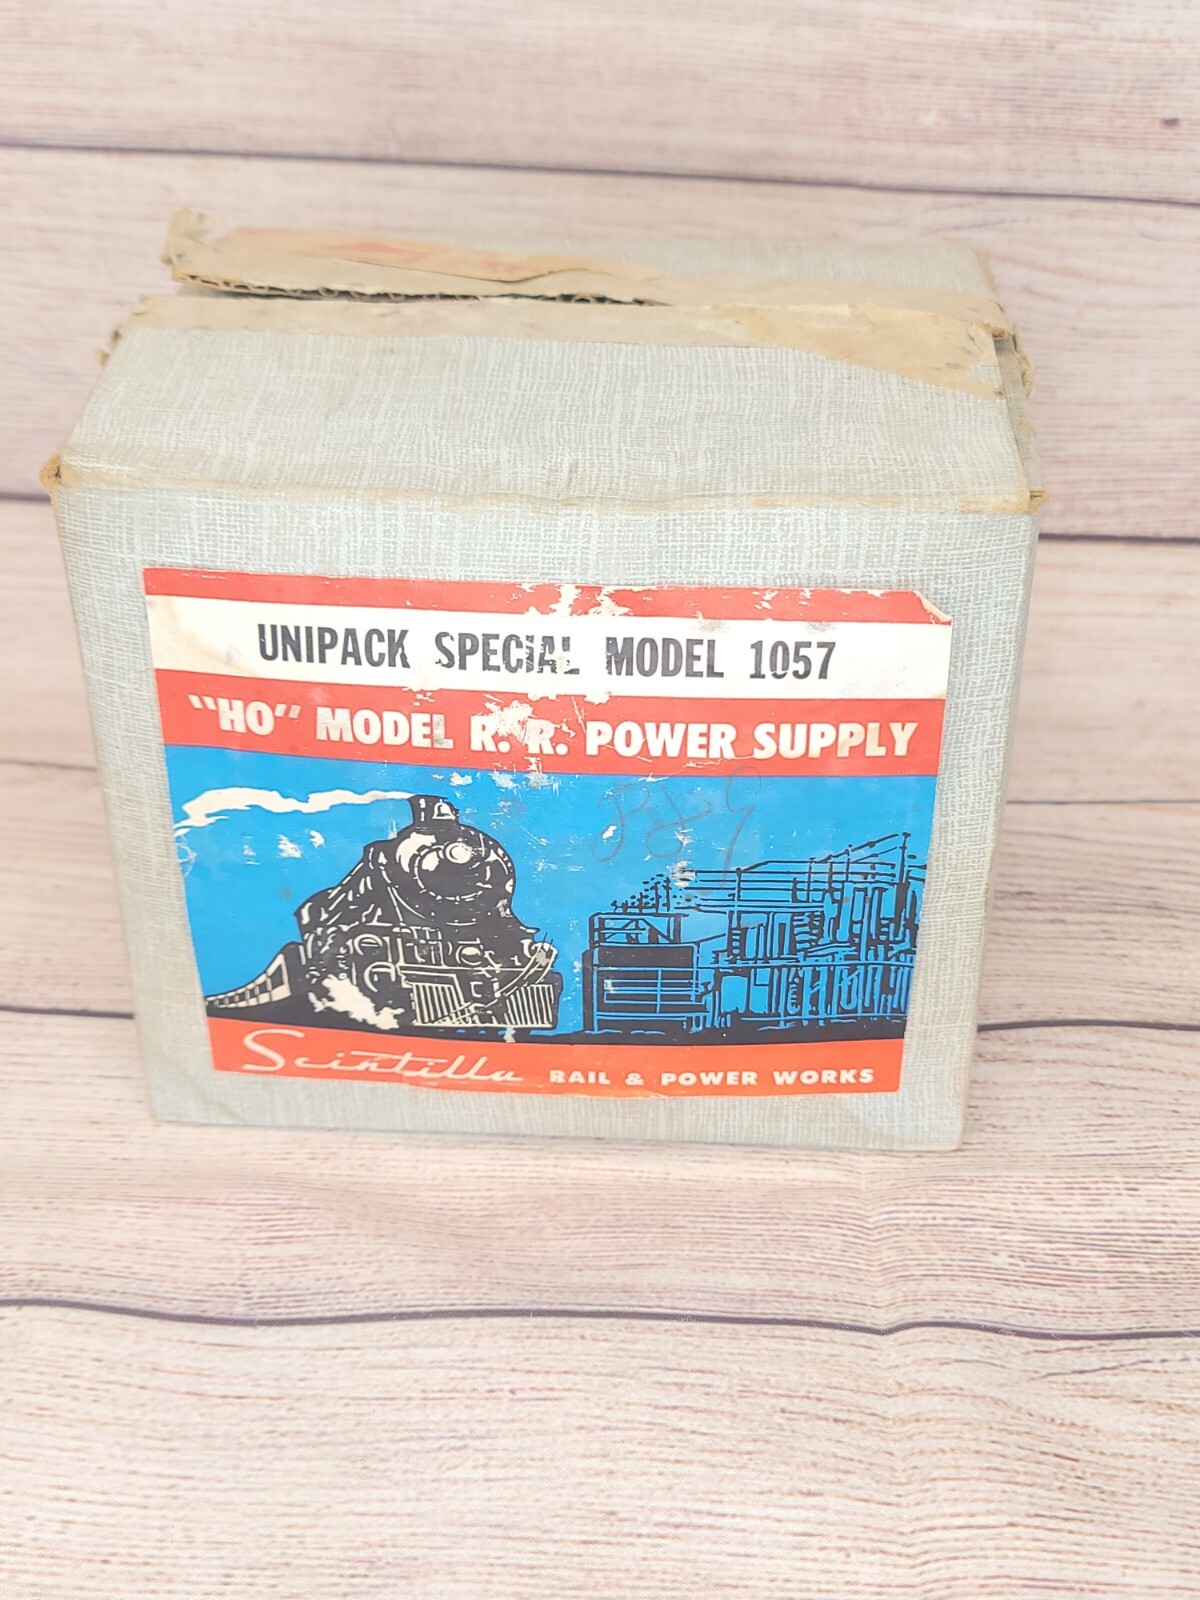 UNIPACK SPECIAL MODEL 1057
"HO" MODEL R.R. POWER SUPPLY
Scintilla RAIL & POWER WORKS